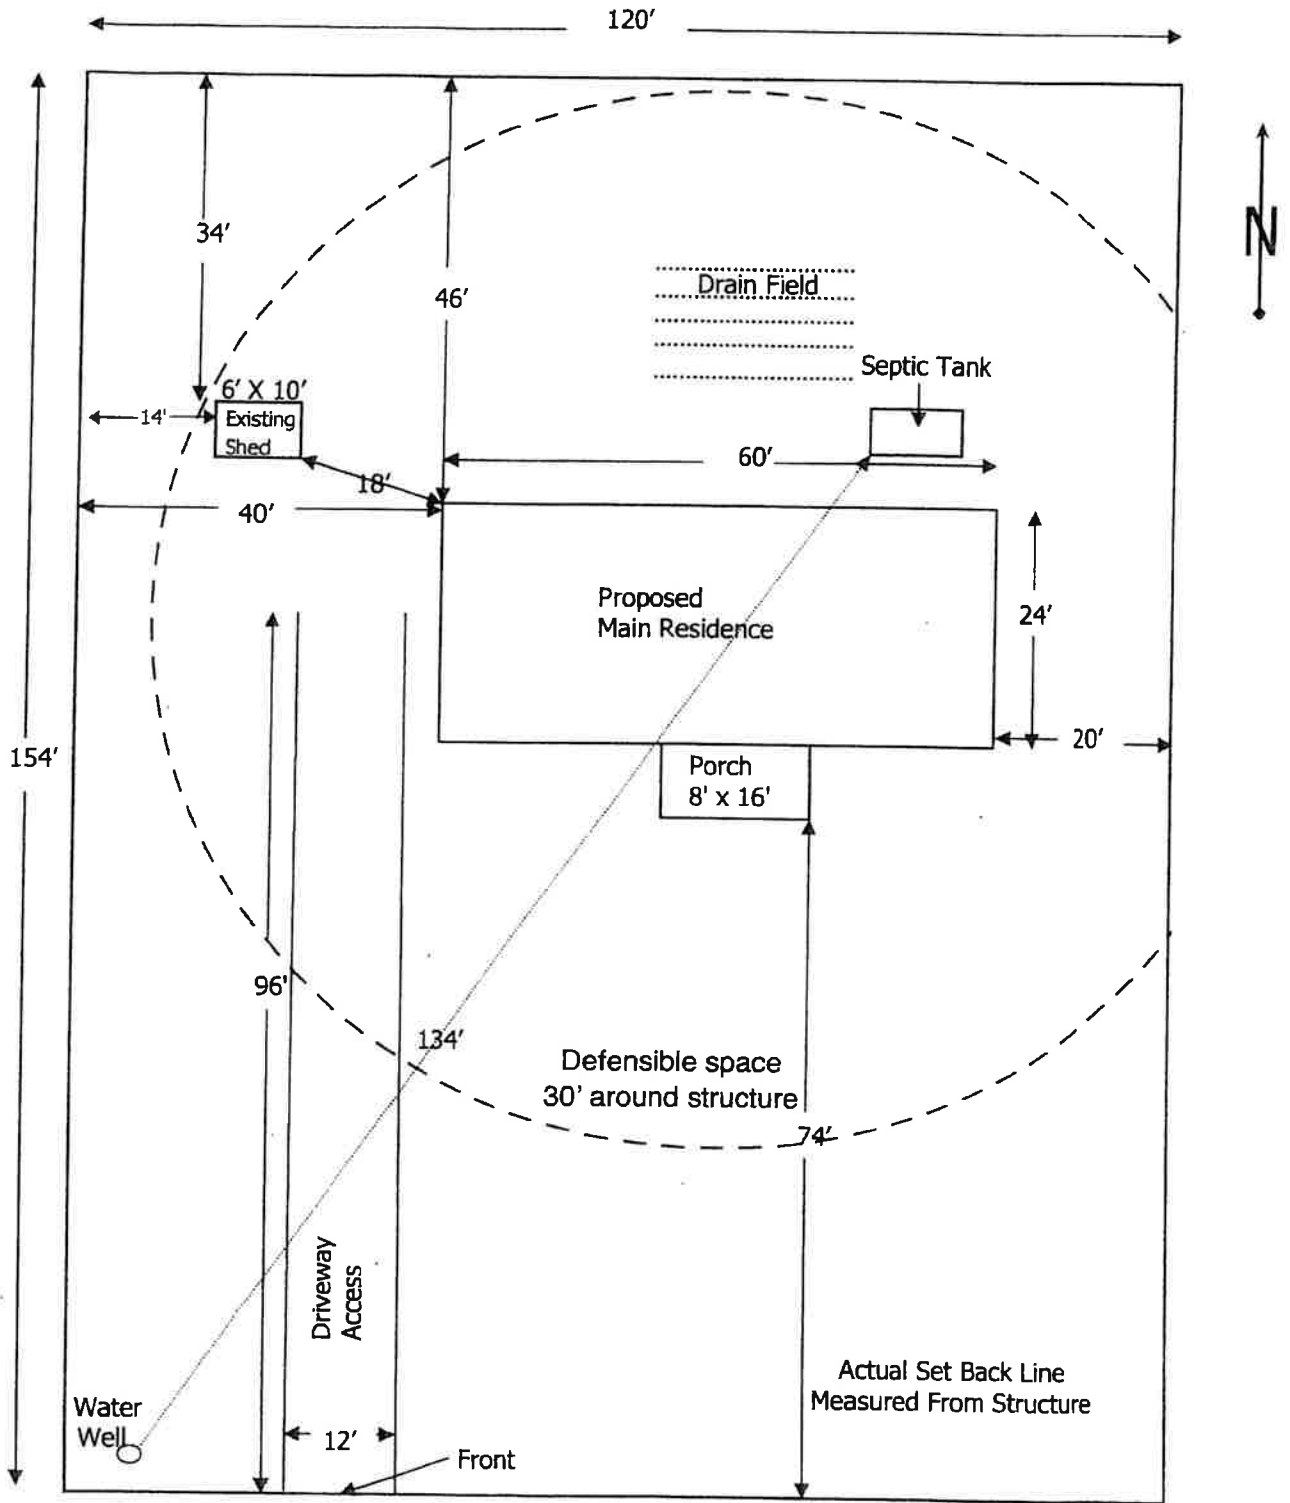 120'
N
34'
46'
Drain Field
Septic Tank
6' X 10'
14'
Existing
Shed
18'
60'
40'
Proposed
Main Residence
24'
154'
20'
Porch
8' x 16'
96'
134'
Defensible space
30' around structure
74'
Driveway
Access
Actual Set Back Line
Measured From Structure
Water
Well
12'
Front